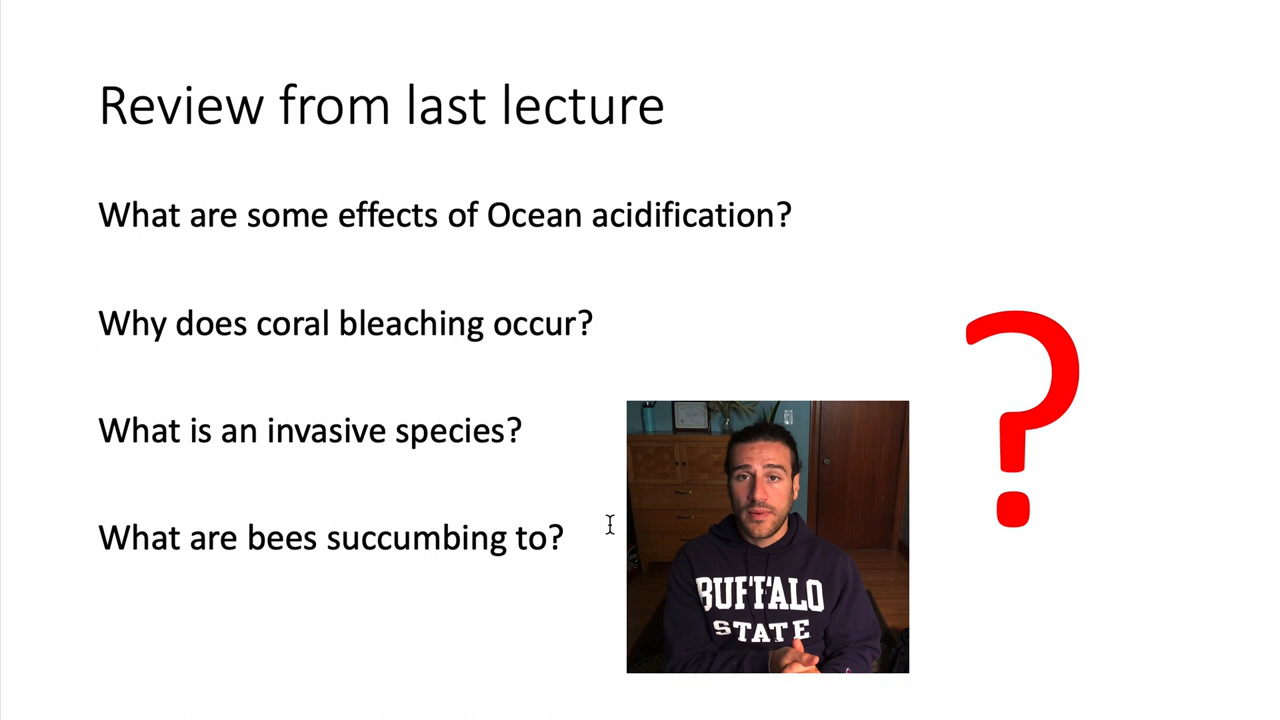 Review from last lecture
What are some effects of Ocean acidification?
Why does coral bleaching occur?
What is an invasive species?
What are bees succumbing to?
?
BUFFALO
STATE